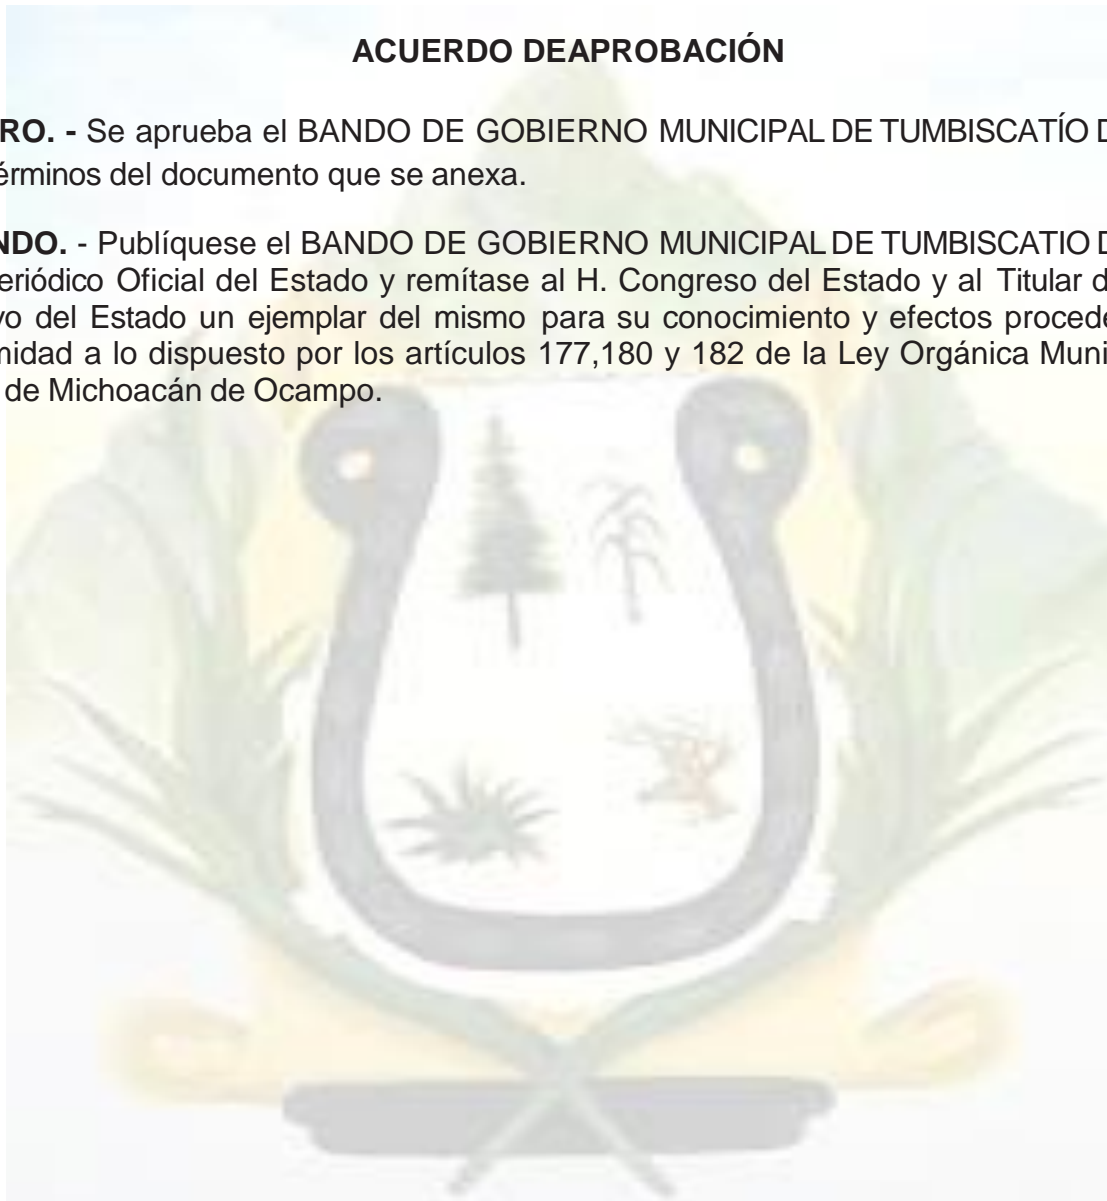 ACUERDO DEAPROBACIÓN
RO. - Se aprueba el BANDO DE GOBIERNO MUNICIPAL DE TUMBISCATÍO D
érminos del documento que se anexa.
NDO. - Publíquese el BANDO DE GOBIERNO MUNICIPAL DE TUMBISCATIO D
eriódico Oficial del Estado y remítase al H. Congreso del Estado y al Titular d
vo del Estado un ejemplar del mismo para su conocimiento y efectos procede
midad a lo dispuesto por los artículos 177,180 y 182 de la Ley Orgánica Muni
de Michoacán de Ocampo.